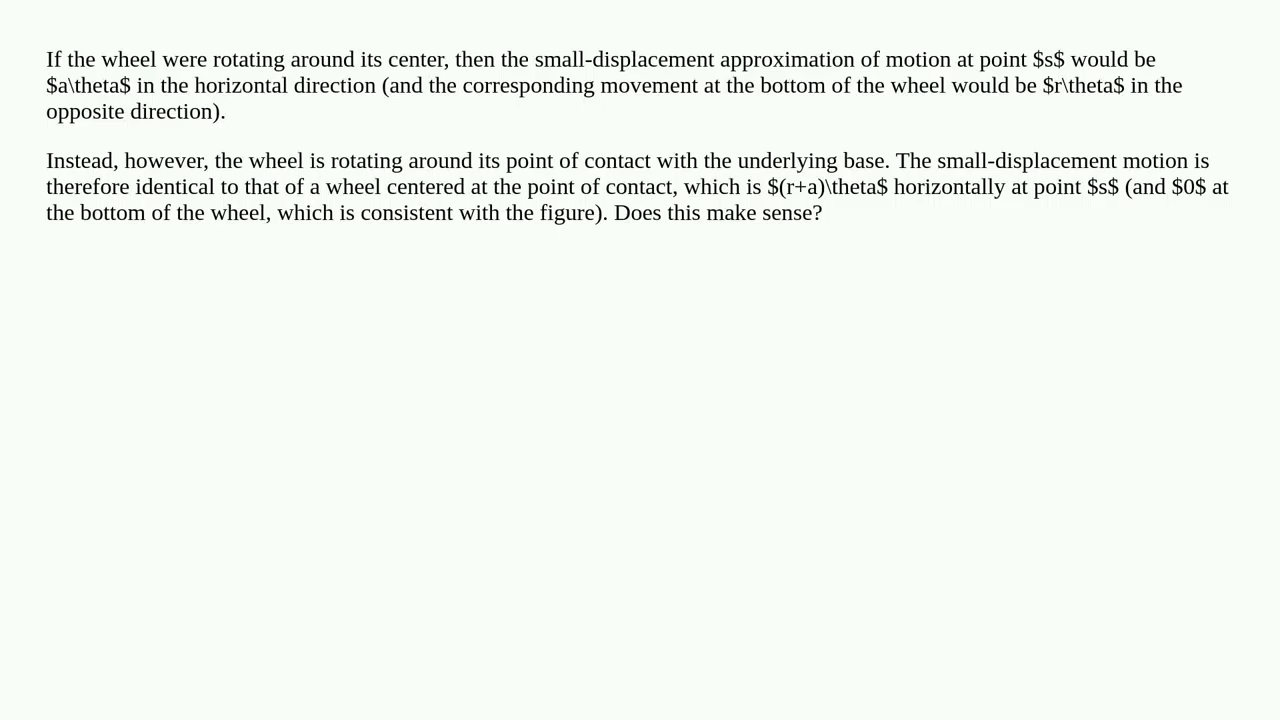 If the wheel were rotating around its center, then the small-displacement approximation of motion at point $s$ would be
$a\theta$ in the horizontal direction (and the corresponding movement at the bottom of the wheel would be $r\theta$ in the
opposite direction).
Instead, however, the wheel is rotating around its point of contact with the underlying base. The small-displacement motion is
therefore identical to that of a wheel centered at the point of contact, which is $(r+a)\theta$ horizontally at point $s$ (and $0$ at
the bottom of the wheel, which is consistent with the figure). Does this make sense?